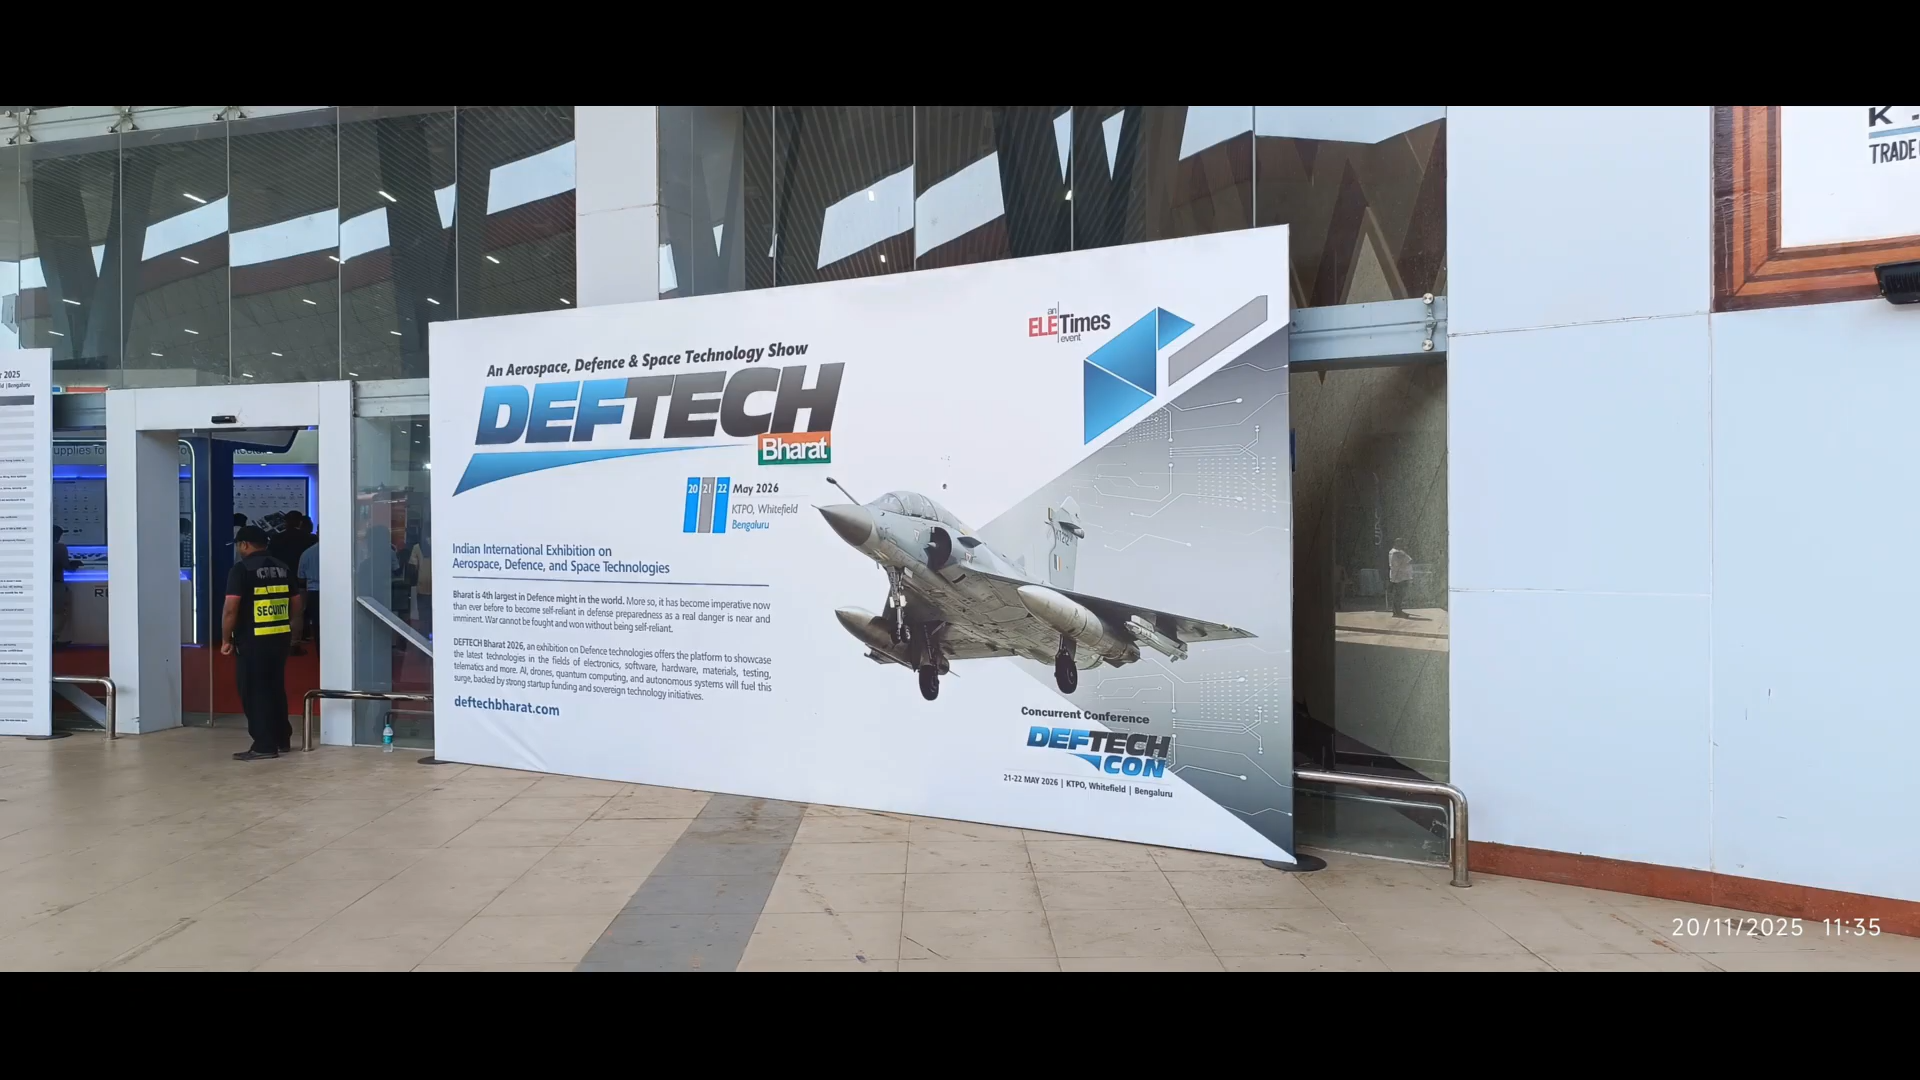 r 2025
ld |Bengaluru
upplies fo
CREW
SECURITY
An Aerospace, Defence & Space Technology Show
DEFTECH
Bharat
20 21 22 May 2026
KTPO, Whitefield
Bengaluru
Indian International Exhibition on
Aerospace, Defence, and Space Technologies
Bharat is 4th largest in Defence might in the world. More so, it has become imperative now
than ever before to become self-reliant in defense preparedness as a real danger is near and
imminent. War cannot be fought and won without being self-reliant.
DEFTECH Bharat 2026, an exhibition on Defence technologies offers the platform to showcase
the latest technologies in the fields of electronics, software, hardware, materials, testing,
telematics and more. AI, drones, quantum computing, and autonomous systems will fuel this
surge, backed by strong startup funding and sovereign technology initiatives.
deftechbharat.com
an
ELE Times
event
Concurrent Conference
DEFTECH
CON
21-22 MAY 2026 | KTPO, Whitefield | Bengaluru
K
TRADE
20/11/2025 11:35